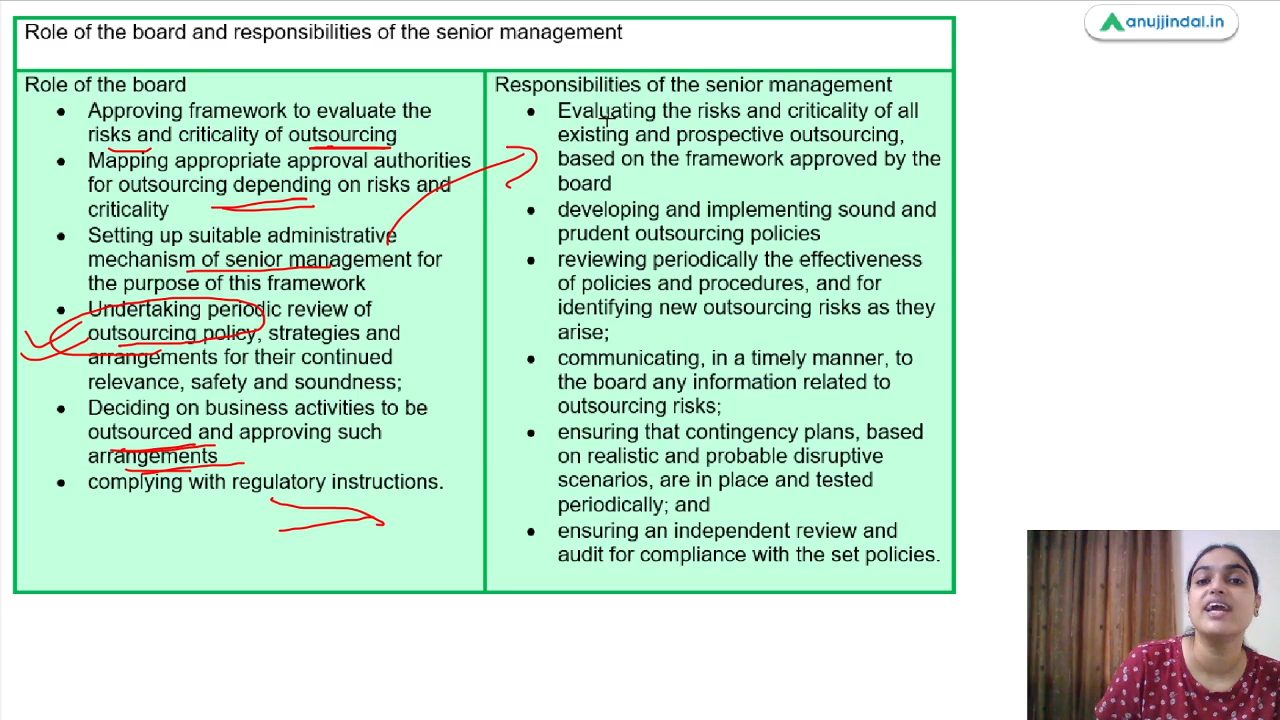 anujjindal.in
Role of the board and responsibilities of the senior management
Role of the board
• Approving framework to evaluate the
risks and criticality of outsourcing
• Mapping appropriate approval authorities
for outsourcing depending on risks and
criticality
• Setting up suitable administrative
mechanism of senior management for
the purpose of this framework
• Undertaking periodic review of
outsourcing policy, strategies and
arrangements for their continued
relevance, safety and soundness;
• Deciding on business activities to be
outsourced and approving such
arrangements
• complying with regulatory instructions.
Responsibilities of the senior management
• Evaluating the risks and criticality of all
existing and prospective outsourcing,
based on the framework approved by the
board
• developing and implementing sound and
prudent outsourcing policies
• reviewing periodically the effectiveness
of policies and procedures, and for
identifying new outsourcing risks as they
arise;
• communicating, in a timely manner, to
the board any information related to
outsourcing risks;
• ensuring that contingency plans, based
on realistic and probable disruptive
scenarios, are in place and tested
periodically; and
• ensuring an independent review and
audit for compliance with the set policies.